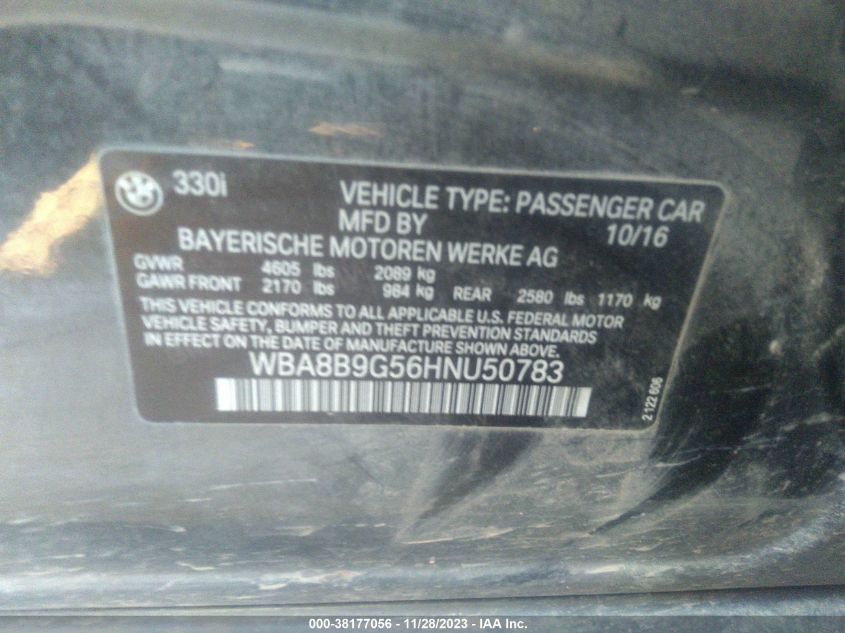 330i
VEHICLE TYPE: PASSENGER CAR
MFD BY 10/16
BAYERISCHE MOTOREN WERKE AG
GVWR 4605 lbs 2089 kg
GAWR FRONT 2170 lbs 984 kg REAR 2580 lbs 1170 kg
THIS VEHICLE CONFORMS TO ALL APPLICABLE U.S. FEDERAL MOTOR
VEHICLE SAFETY, BUMPER AND THEFT PREVENTION STANDARDS
IN EFFECT ON THE DATE OF MANUFACTURE SHOWN ABOVE.
WBA8B9G56HNU50783
2 122 606
000-38177056 - 11/28/2023 - IAA Inc.